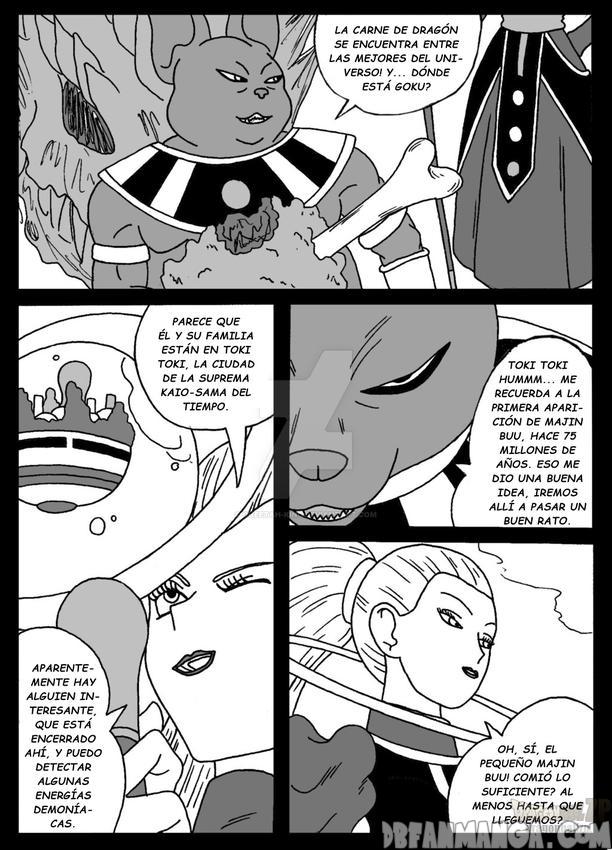 LA CARNE DE DRAGÓN
SE ENCUENTRA ENTRE
LAS MEJORES DEL UNI-
VERSO! Y... DÓNDE
ESTÁ GOKU?
PARECE QUE
ÉL Y SU FAMILIA
ESTÁN EN TOKI
TOKI, LA CIUDAD
DE LA SUPREMA
KAIO-SAMA DEL
TIEMPO.
TOKI TOKI
HUMMM... ME
RECUERDA A LA
PRIMERA APARI-
CIÓN DE MAJIN
BUU, HACE 75
MILLONES DE
AÑOS. ESO ME
DIO UNA BUENA
IDEA, IREMOS
ALLÍ A PASAR UN
BUEN RATO.
APARENTE-
MENTE HAY
ALGUIEN IN-
TERESANTE,
QUE ESTÁ
ENCERRADO
AHÍ, Y PUEDO
DETECTAR
ALGUNAS
ENERGÍAS
DEMONÍA-
CAS.
OH, SÍ, EL
PEQUEÑO MAJIN
BUU! COMIÓ LO
SUFICIENTE? AL
MENOS HASTA QUE
LLEGUEMOS?
DBFANMANGA.COM